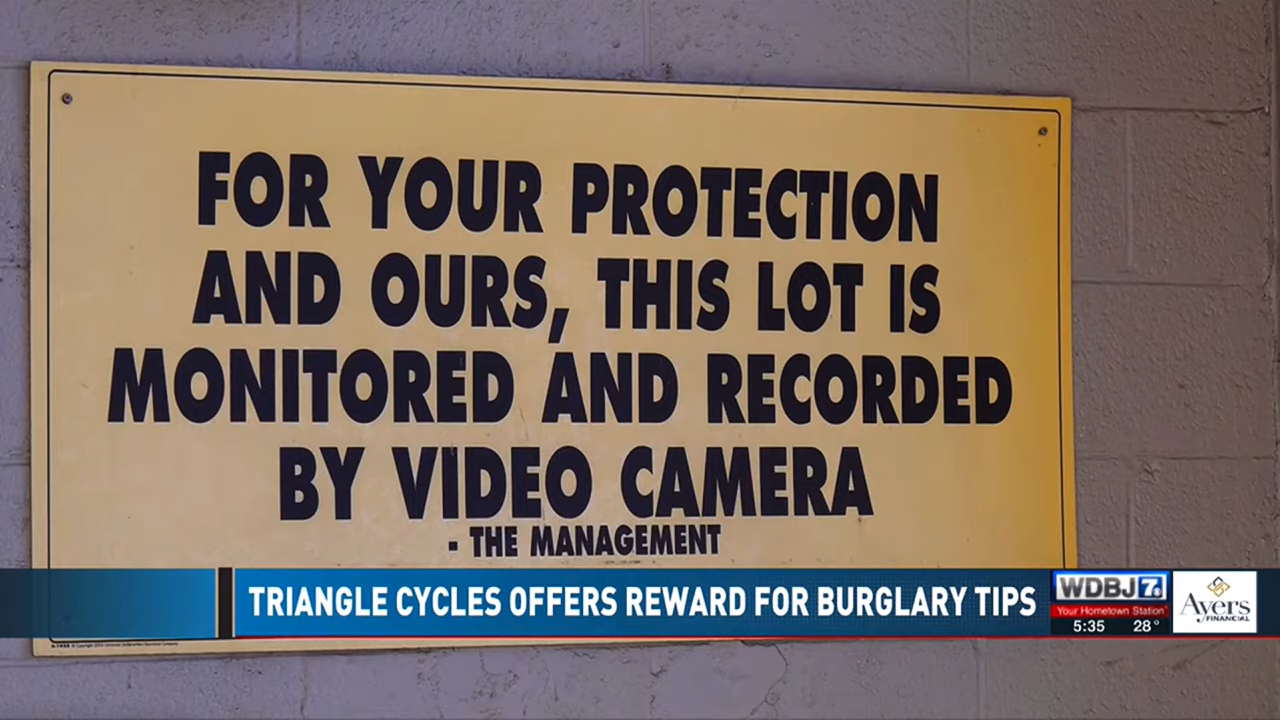 FOR YOUR PROTECTION
AND OURS, THIS LOT IS
MONITORED AND RECORDED
BY VIDEO CAMERA
- THE MANAGEMENT
TRIANGLE CYCLES OFFERS REWARD FOR BURGLARY TIPS
WDBJ7
Your Hometown Station
5:35 28°
Ayers
FINANCIAL